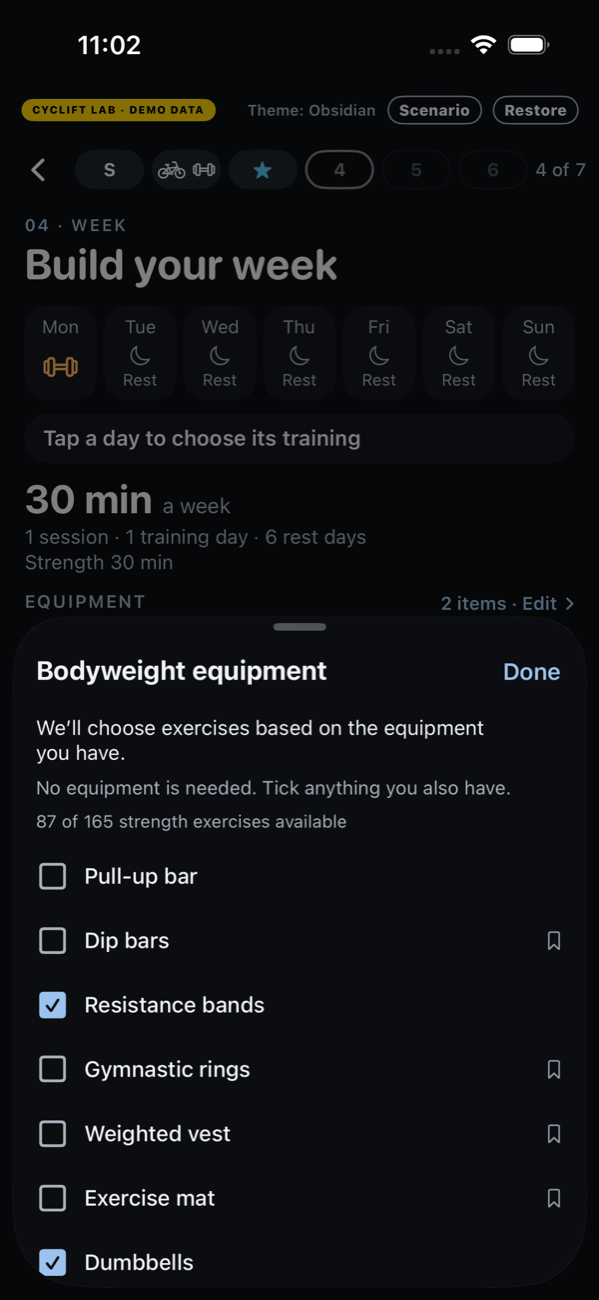 11:02
CYCLIFT LAB · DEMO DATA
Theme: Obsidian
Scenario
Restore
S
4
5
6
4 of 7
04 · WEEK
Build your week
Mon
Tue
Wed
Thu
Fri
Sat
Sun
Rest
Rest
Rest
Rest
Rest
Rest
Tap a day to choose its training
30 min a week
1 session · 1 training day · 6 rest days
Strength 30 min
EQUIPMENT
2 items · Edit
Bodyweight equipment
Done
We’ll choose exercises based on the equipment
you have.
No equipment is needed. Tick anything you also have.
87 of 165 strength exercises available
Pull-up bar
Dip bars
Resistance bands
Gymnastic rings
Weighted vest
Exercise mat
Dumbbells